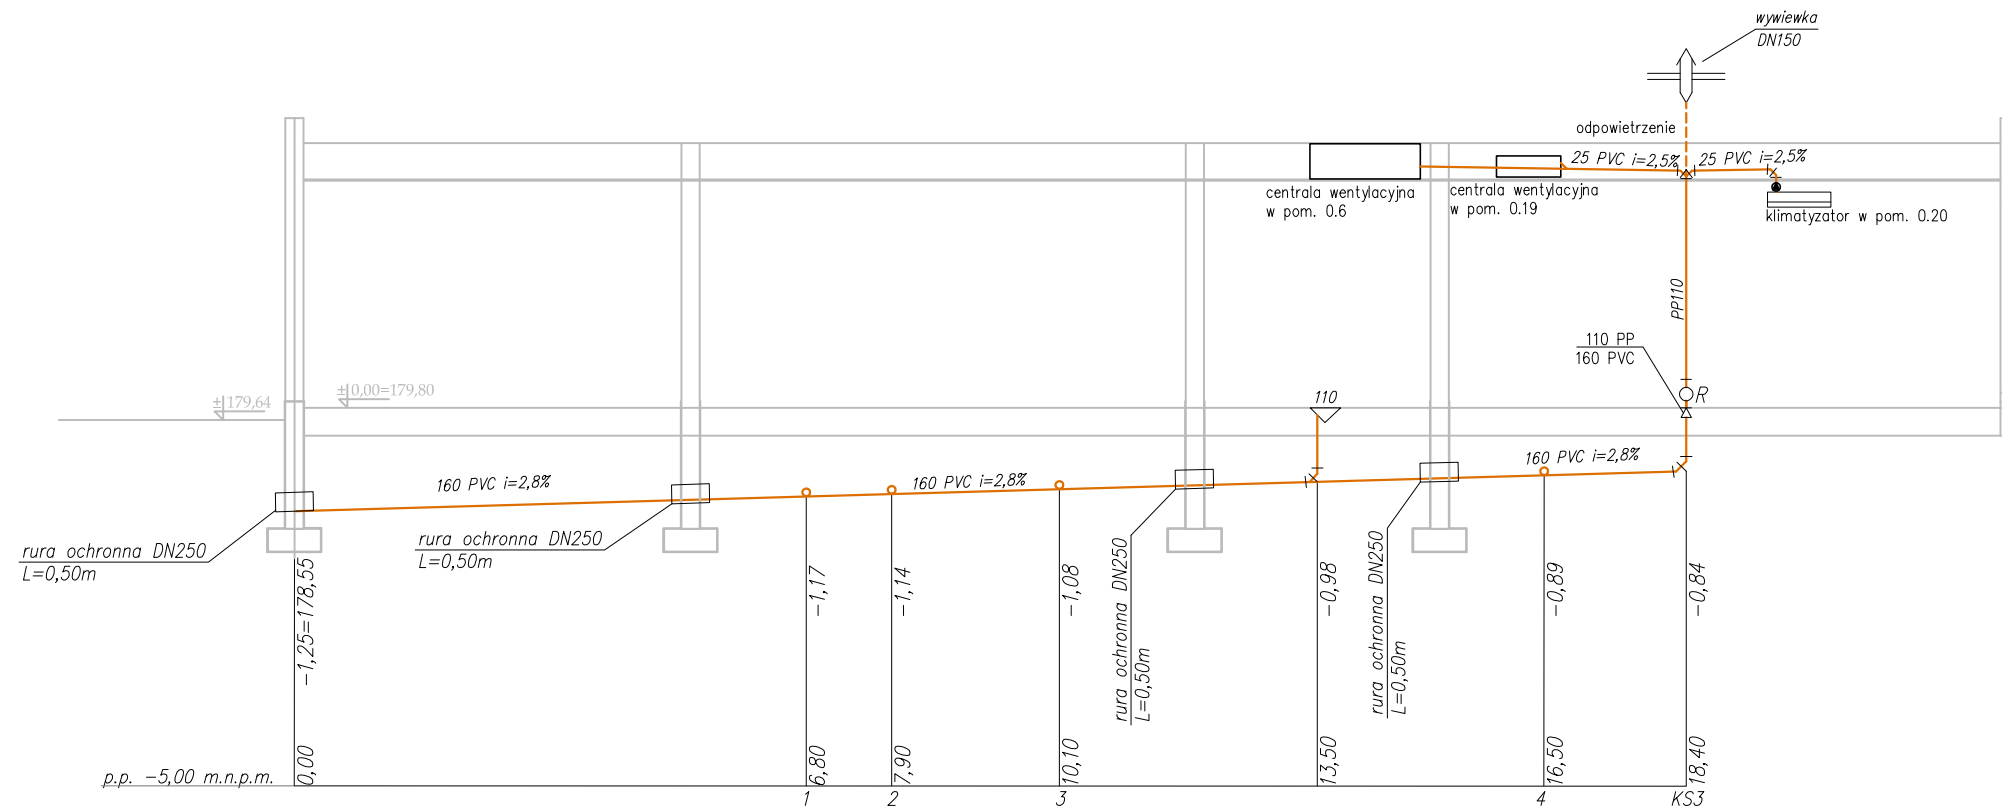 wywiewka
DN150
odpowietrzenie
25 PVC i=2,5%
25 PVC i=2,5%
centrala wentylacyjna
w pom. 0.6
centrala wentylacyjna
w pom. 0.19
klimatyzator w pom. 0.20
PP110
110 PP
160 PVC
R
±0,00=179,80
±179,64
110
160 PVC i=2,8%
160 PVC i=2,8%
160 PVC i=2,8%
rura ochronna DN250
L=0,50m
rura ochronna DN250
L=0,50m
rura ochronna DN250
L=0,50m
rura ochronna DN250
L=0,50m
-1,25=178,55
-1,17
-1,14
-1,08
-0,98
-0,89
-0,84
p.p. -5,00 m.n.p.m.
0,00
6,80
7,90
10,10
13,50
16,50
18,40
1
2
3
4
KS3